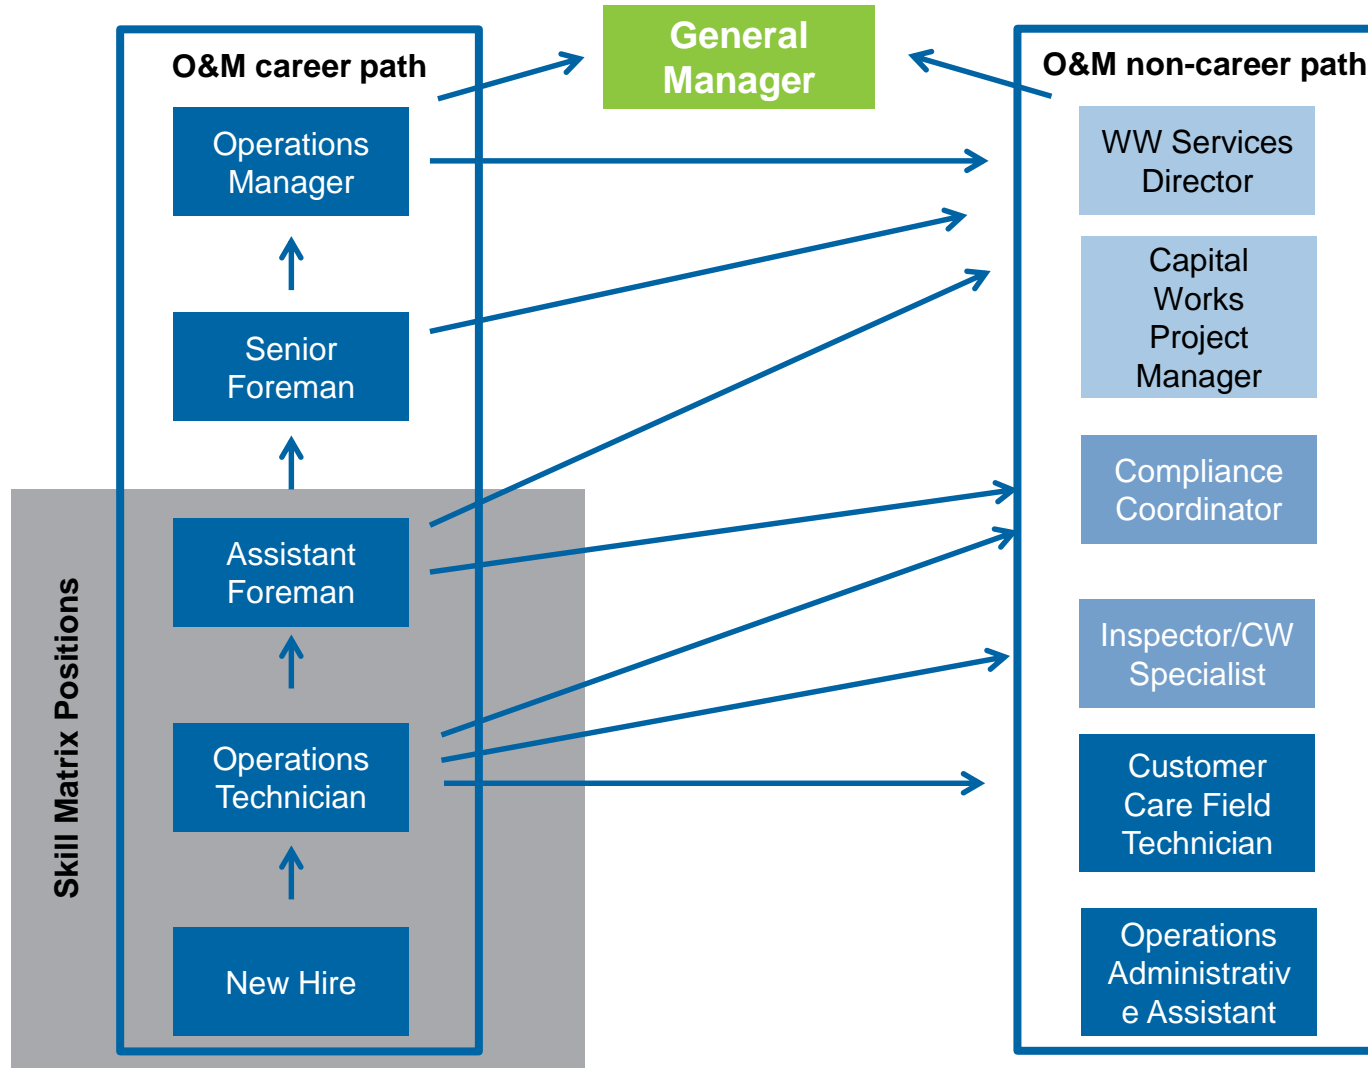 General
Manager
O&M career path
Operations
Manager
Senior
Foreman
Assistant
Foreman
Operations
Technician
New Hire
Skill Matrix Positions
O&M non-career path
WW Services
Director
Capital
Works
Project
Manager
Compliance
Coordinator
Inspector/CW
Specialist
Customer
Care Field
Technician
Operations
Administrativ
e Assistant